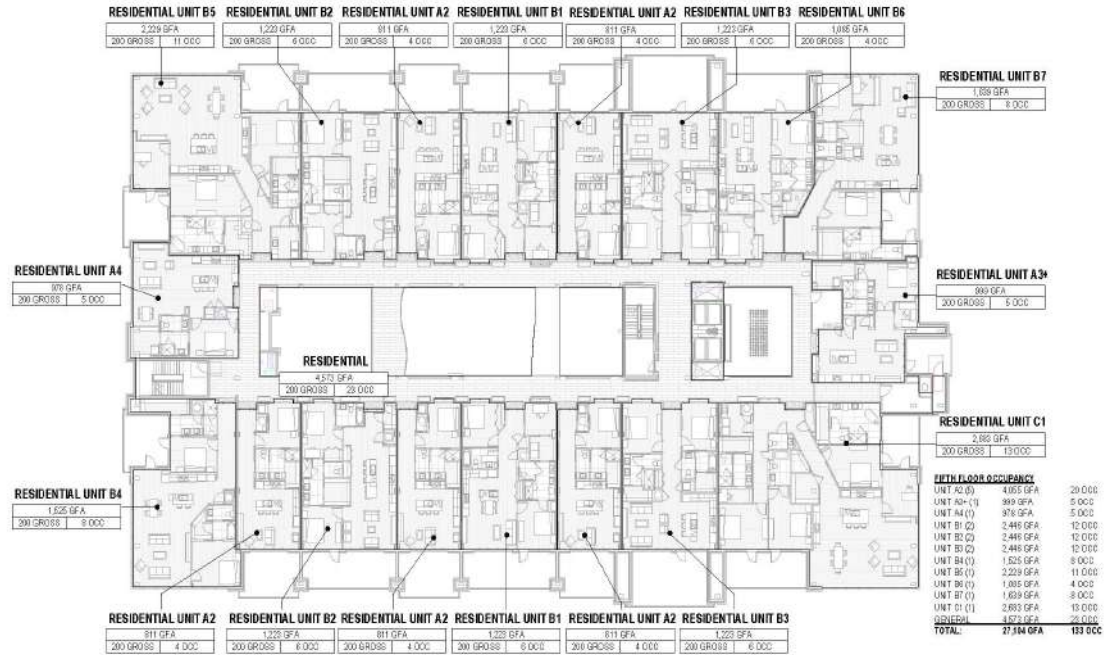 RESIDENTIAL UNIT B5
2,229 GFA
200 GROSS 11 OCC
RESIDENTIAL UNIT B2
1,223 GFA
200 GROSS 6 OCC
RESIDENTIAL UNIT A2
811 GFA
200 GROSS 4 OCC
RESIDENTIAL UNIT B1
1,223 GFA
200 GROSS 6 OCC
RESIDENTIAL UNIT A2
811 GFA
200 GROSS 4 OCC
RESIDENTIAL UNIT B3
1,223 GFA
200 GROSS 6 OCC
RESIDENTIAL UNIT B6
GFA
200 GROSS 4 OCC
RESIDENTIAL UNIT B7
1,639 GFA
200 GROSS 8 OCC
RESIDENTIAL UNIT A4
978 GFA
200 GROSS 5 OCC
RESIDENTIAL UNIT A3+
999 GFA
200 GROSS 5 OCC
RESIDENTIAL
4,573 GFA
200 GROSS 23 OCC
RESIDENTIAL UNIT C1
2,683 GFA
200 GROSS 13 OCC
RESIDENTIAL UNIT B4
1,525 GFA
200 GROSS 8 OCC
FIFTH FLOOR OCCUPANCY
UNIT A2 (5) 4,055 GFA 20 OCC
UNIT (1) 999 GFA 5 OCC
UNIT A4 (1) 978 GFA 5 OCC
UNIT B1 (2) 2,446 GFA 12 OCC
UNIT B2 (2) 2,446 GFA 12 OCC
UNIT B3 (2) 2,446 GFA 12 OCC
UNIT B4 (1) 1,525 GFA 8 OCC
UNIT B5 (1) 2,229 GFA 11 OCC
UNIT B6 (1) GFA 4 OCC
UNIT B7 (1) 1,639 GFA 8 OCC
UNIT C1 (1) 2,683 GFA 13 OCC
GENERAL 4,573 GFA 23 OCC
TOTAL: 27,104 GFA 133 OCC
RESIDENTIAL UNIT A2
811 GFA
200 GROSS 4 OCC
RESIDENTIAL UNIT B2
1,223 GFA
200 GROSS 6 OCC
RESIDENTIAL UNIT A2
811 GFA
200 GROSS 4 OCC
RESIDENTIAL UNIT B1
1,223 GFA
200 GROSS 6 OCC
RESIDENTIAL UNIT A2
811 GFA
200 GROSS 4 OCC
RESIDENTIAL UNIT B3
1,223 GFA
200 GROSS 6 OCC